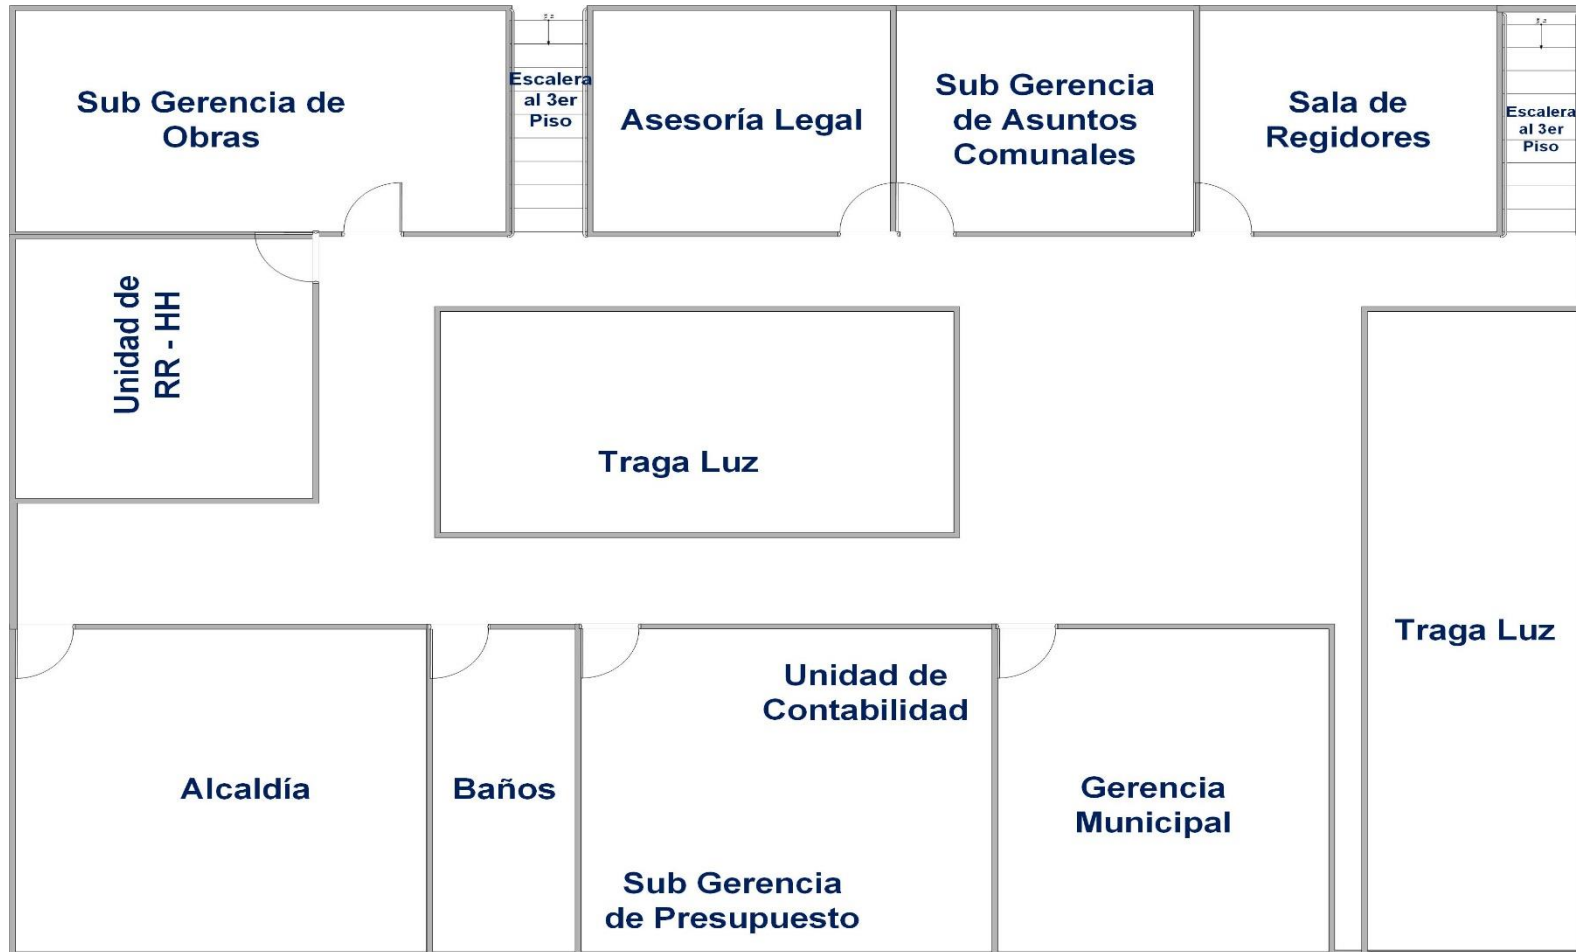 Sub Gerencia de
Obras
Escalera
al 3er
Piso
Asesoría Legal
Sub Gerencia
de Asuntos
Comunales
Sala de
Regidores
Escalera
al 3er
Piso
Unidad de
RR - HH
Traga Luz
Traga Luz
Alcaldía
Baños
Unidad de
Contabilidad
Sub Gerencia
de Presupuesto
Gerencia
Municipal